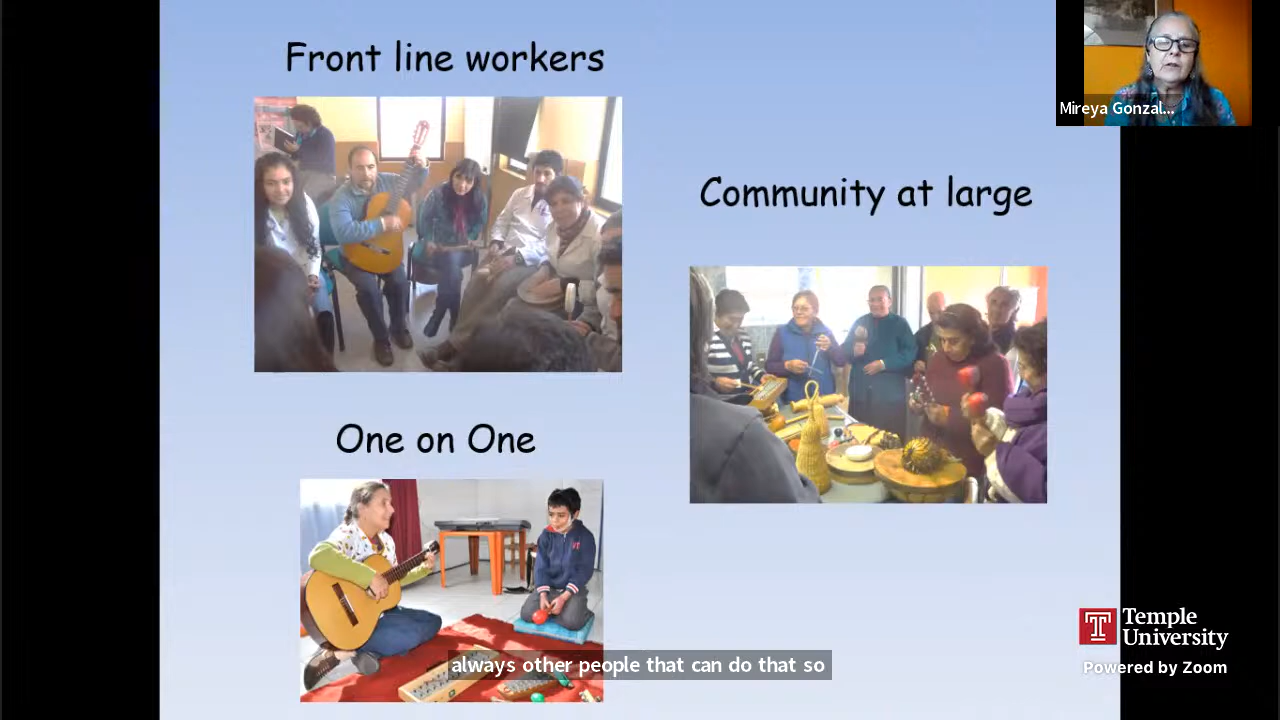 Front line workers
Mireya Gonzal...
Community at large
One on One
Temple
University
Powered by Zoom
always other people that can do that so